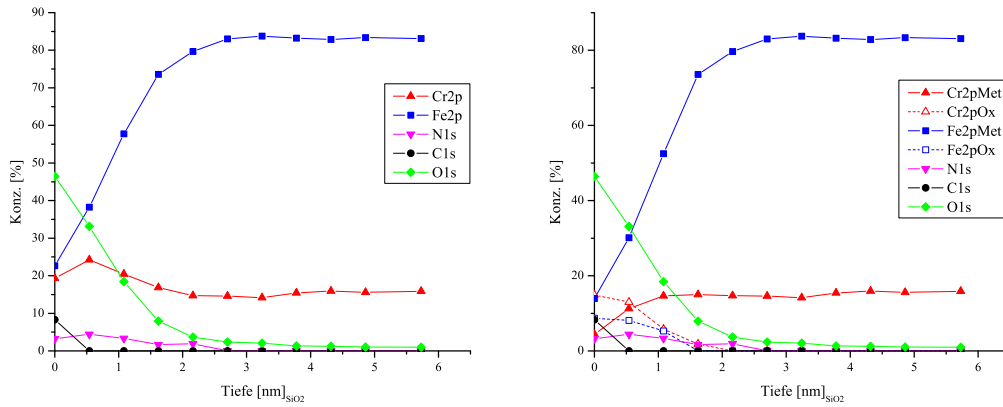 90
80
70
60
50
40
30
20
10
0
Konz. [%]
0 1 2 3 4 5 6
Tiefe [nm]SiO2
Cr2p
Fe2p
N1s
C1s
O1s
80
60
40
20
0
Konz. [%]
0 1 2 3 4 5 6
Tiefe [nm]SiO2
Cr2pMet
Cr2pOx
Fe2pMet
Fe2pOx
N1s
C1s
O1s